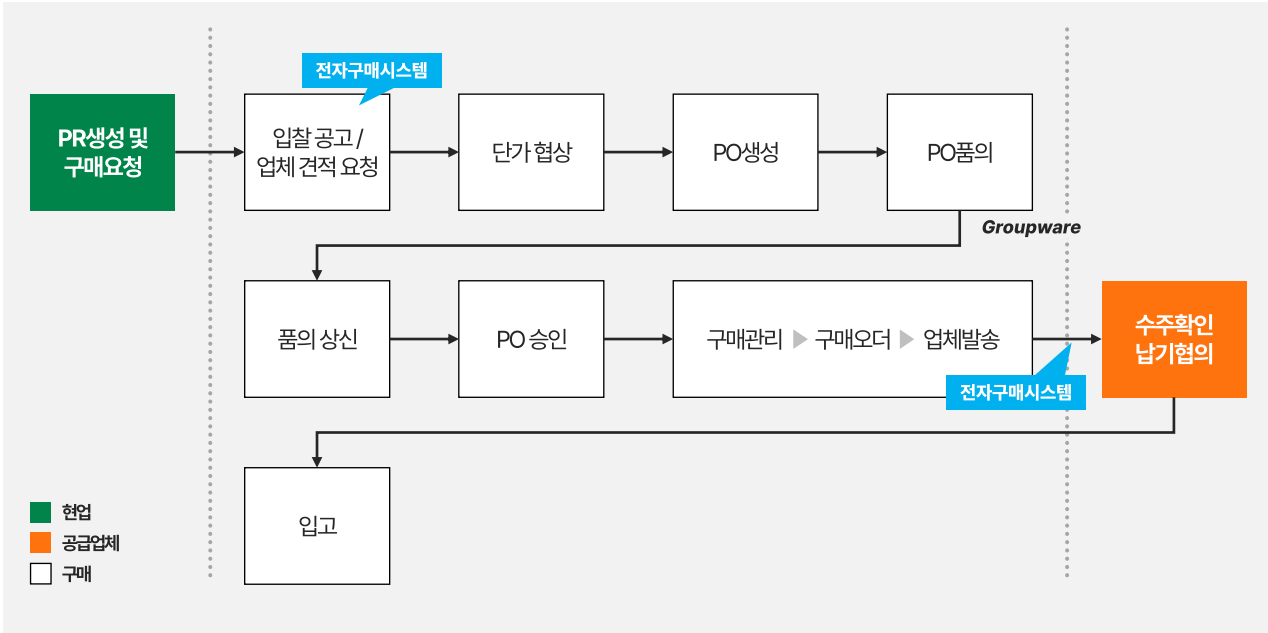 전자구매시스템
PR생성 및
구매요청
입찰 공고 /
업체 견적 요청
단가 협상
PO생성
PO품의
Groupware
품의 상신
PO 승인
구매관리 ▶ 구매오더 ▶ 업체발송
수주확인
납기협의
전자구매시스템
입고
현업
공급업체
구매